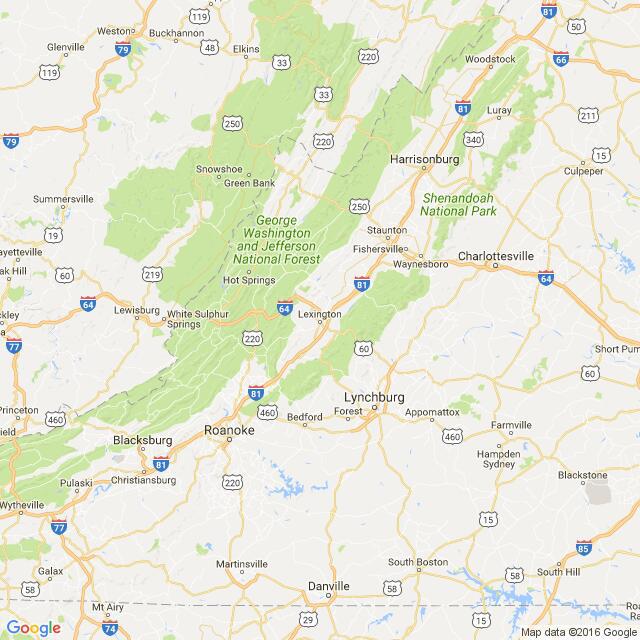 Weston
119
Buckhannon
81
50
Glenville
79
48
Elkins
33
220
Woodstock
66
119
33
81
Luray
250
220
340
211
79
Harrisonburg
15
Culpeper
Snowshoe
Green Bank
Summersville
250
Shenandoah
National Park
George
Washington
and Jefferson
National Forest
19
Staunton
Fishersville
Waynesboro
Charlottesville
ayetteville
ak Hill
60
219
Hot Springs
81
64
64
64
Lewisburg
White Sulphur
Springs
Lexington
ckley
77
220
60
Short Pum
60
81
Princeton
460
460
Lynchburg
Bedford
Forest
Appomattox
Roanoke
Farmville
field
Blacksburg
460
Hampden
Sydney
81
Christiansburg
Pulaski
220
Blackstone
Wytheville
77
15
85
Galax
58
Martinsville
South Boston
South Hill
58
58
58
Danville
Mt Airy
74
29
15
Roa
Ra
Google
Map data ©2016 Google